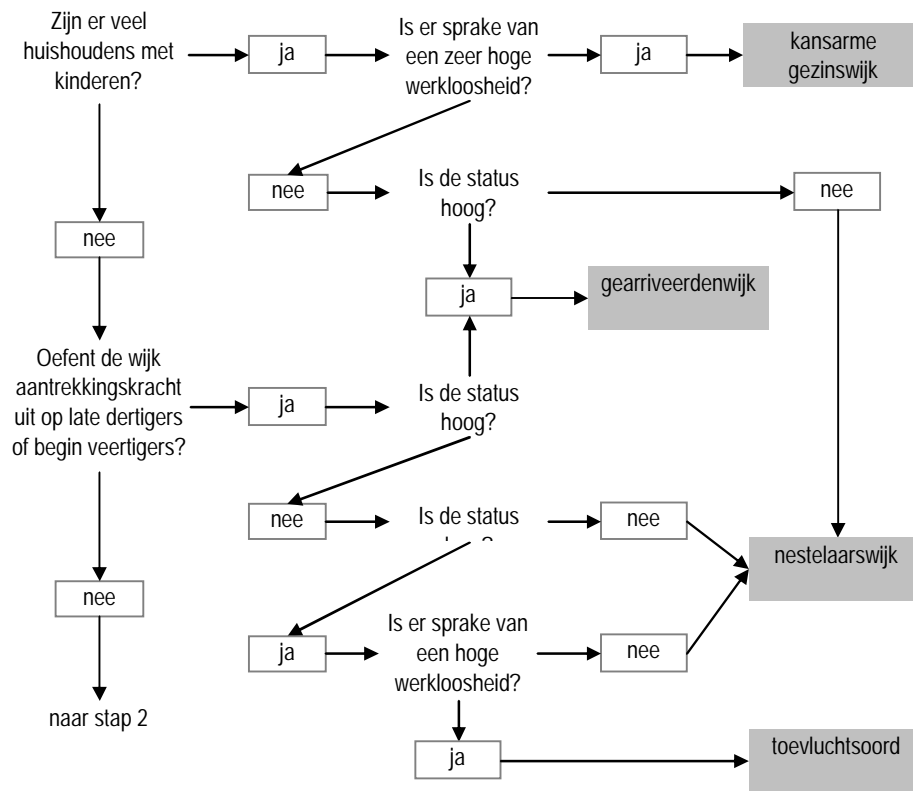 Zijn er veel
huishoudens met
kinderen?
ja
Is er sprake van
een zeer hoge
werkloosheid?
ja
kansarme
gezinswijk
nee
Is de status
hoog?
nee
nee
ja
gearriveerdenwijk
Oefent de wijk
aantrekkingskracht
uit op late dertigers
of begin veertigers?
ja
Is de status
hoog?
nee
Is de status
nee
nestelaarswijk
nee
ja
Is er sprake van
een hoge
werkloosheid?
nee
naar stap 2
ja
toevluchtsoord